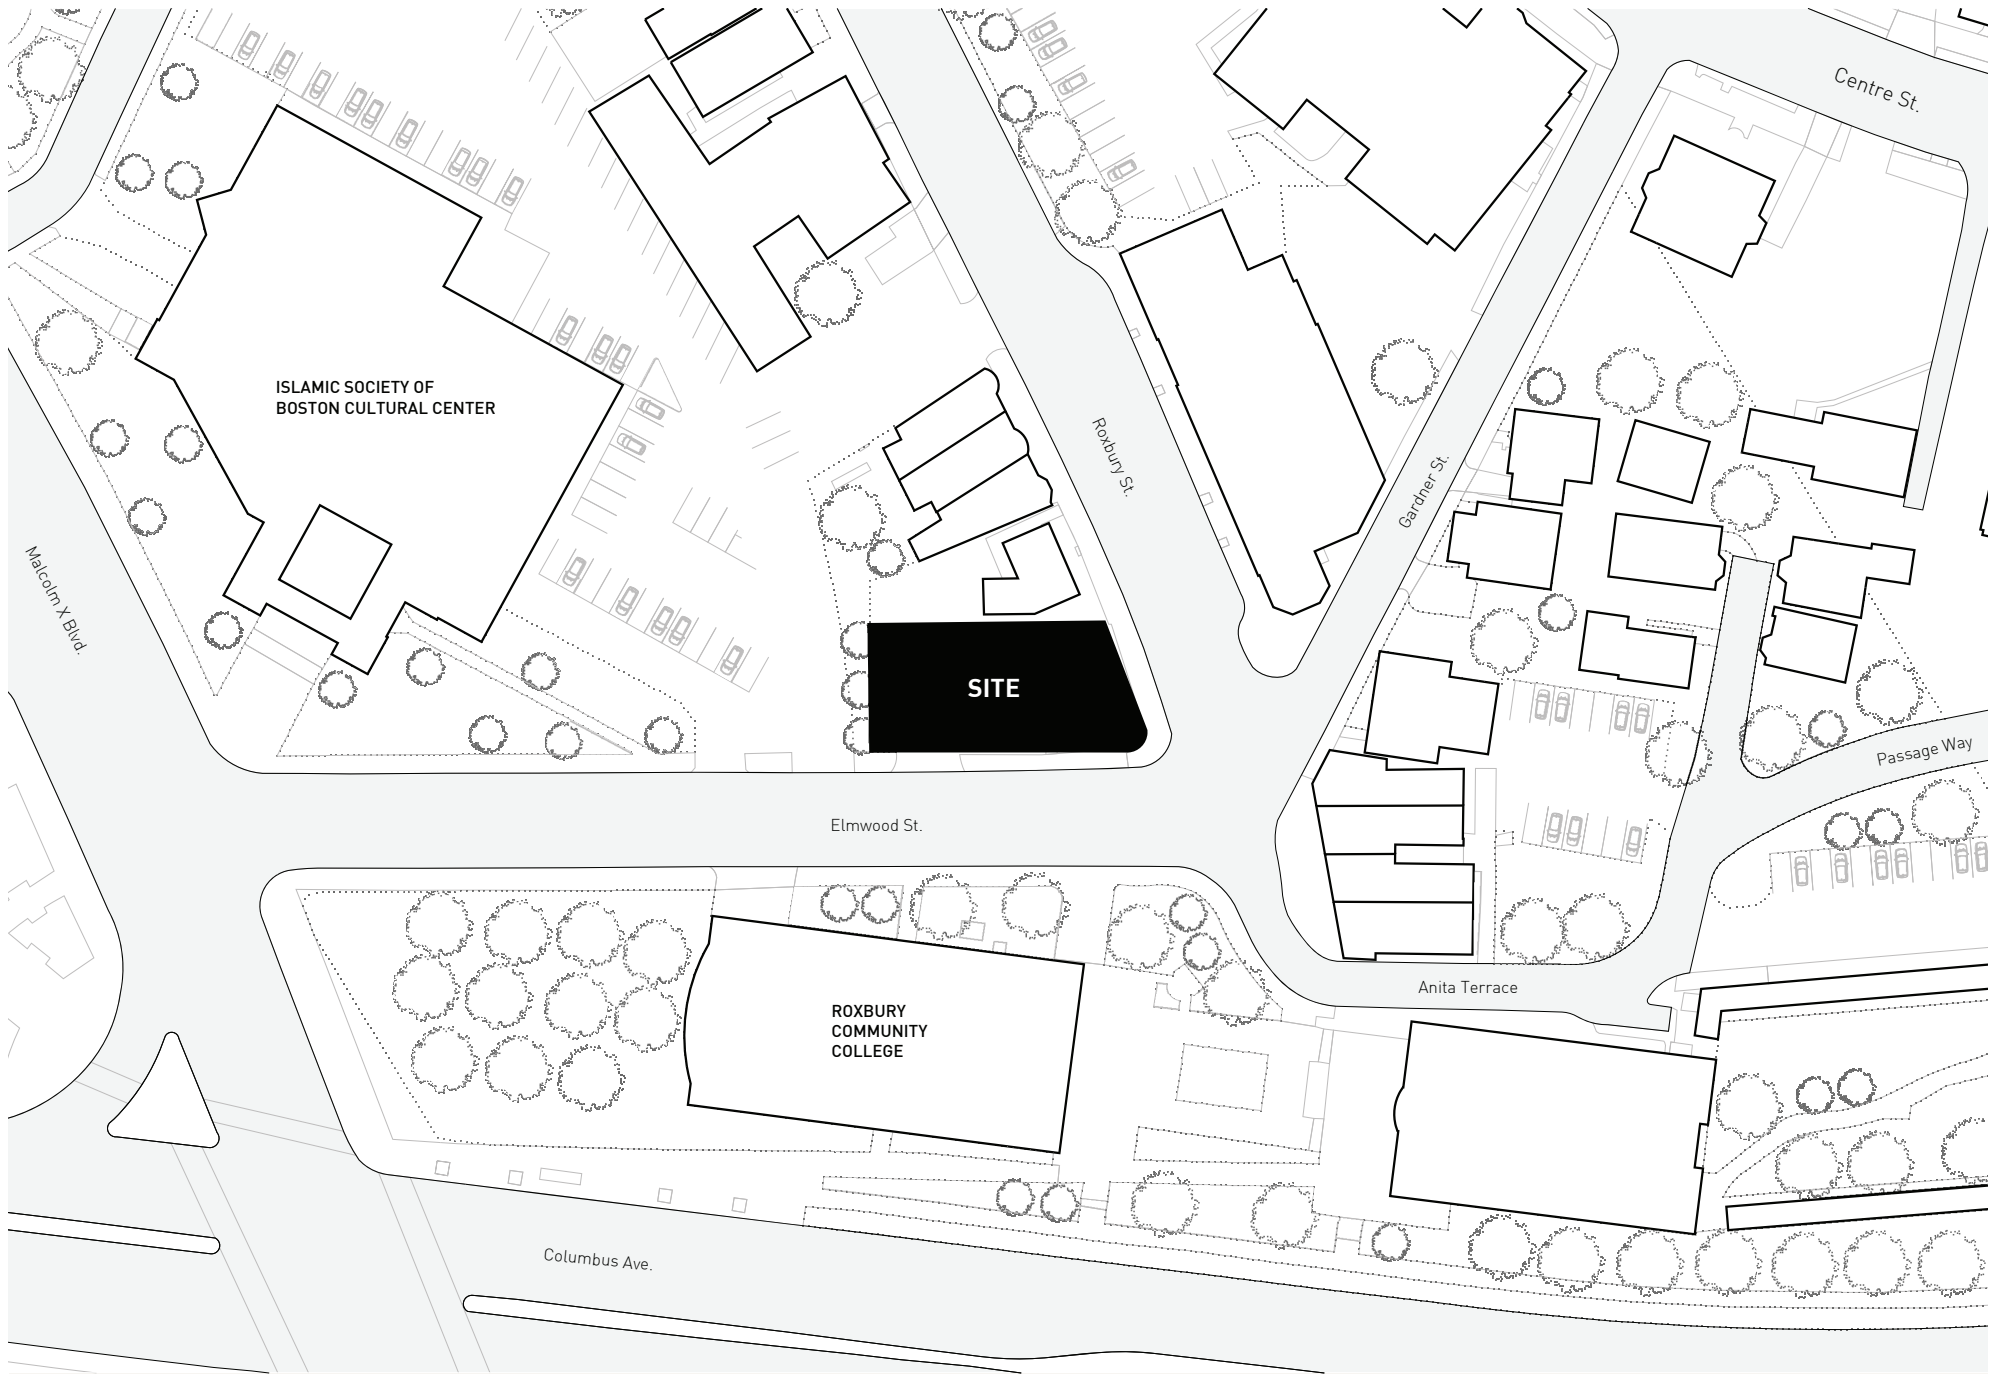 Centre St.
ISLAMIC SOCIETY OF
BOSTON CULTURAL CENTER
Roxbury St.
Gardner St.
Malcolm X Blvd.
SITE
Passage Way
Elmwood St.
Anita Terrace
ROXBURY
COMMUNITY
COLLEGE
Columbus Ave.